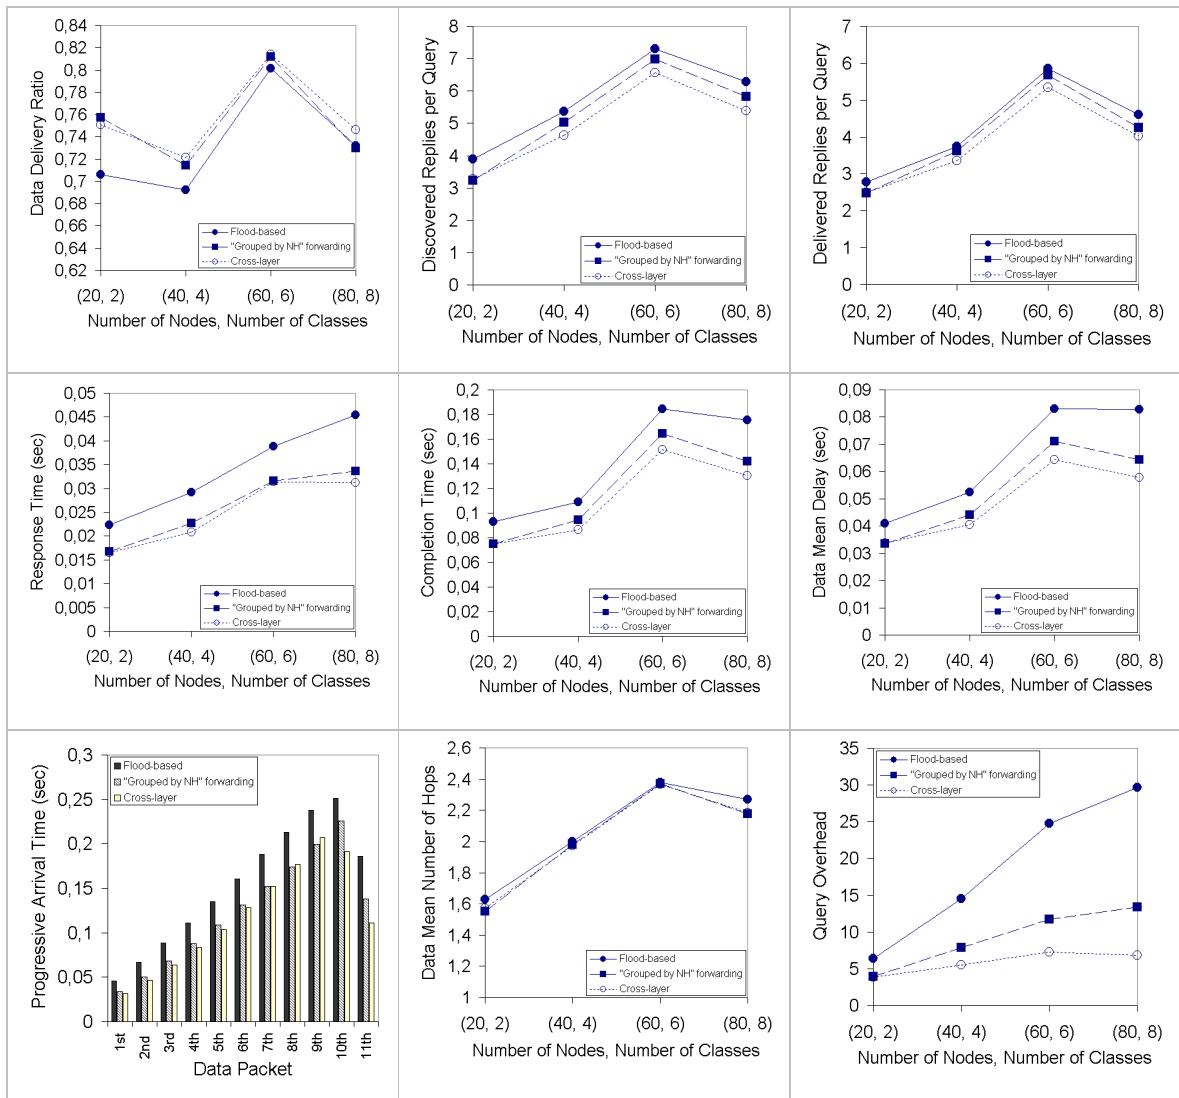 0,84
0,82
0,8
0,78
0,76
0,74
0,72
0,7
0,68
0,66
0,64
0,62
Data Delivery Ratio
Flood-based
"Grouped by NH" forwarding
Cross-layer
(20, 2) (40, 4) (60, 6) (80, 8)
Number of Nodes, Number of Classes
8
7
6
5
4
3
2
1
0
Discovered Replies per Query
Flood-based
"Grouped by NH" forwarding
Cross-layer
(20, 2) (40, 4) (60, 6) (80, 8)
Number of Nodes, Number of Classes
7
6
5
4
3
2
1
0
Delivered Replies per Query
Flood-based
"Grouped by NH" forwarding
Cross-layer
(20, 2) (40, 4) (60, 6) (80, 8)
Number of Nodes, Number of Classes
0,05
0,045
0,04
0,035
0,03
0,025
0,02
0,015
0,01
0,005
0
Response Time (sec)
Flood-based
"Grouped by NH" forwarding
Cross-layer
(20, 2) (40, 4) (60, 6) (80, 8)
Number of Nodes, Number of Classes
0,2
0,18
0,16
0,14
0,12
0,1
0,08
0,06
0,04
0,02
0
Completion Time (sec)
Flood-based
"Grouped by NH" forwarding
Cross-layer
(20, 2) (40, 4) (60, 6) (80, 8)
Number of Nodes, Number of Classes
0,09
0,08
0,07
0,06
0,05
0,04
0,03
0,02
0,01
0
Data Mean Delay (sec)
Flood-based
"Grouped by NH" forwarding
Cross-layer
(20, 2) (40, 4) (60, 6) (80, 8)
Number of Nodes, Number of Classes
0,3
0,25
0,2
0,15
0,1
0,05
0
Progressive Arrival Time (sec)
Flood-based
"Grouped by NH" forwarding
Cross-layer
1st 2nd 3rd 4th 5th 6th 7th 8th 9th 10th 11th
Data Packet
2,6
2,4
2,2
2
1,8
1,6
1,4
1,2
1
Data Mean Number of Hops
Flood-based
"Grouped by NH" forwarding
Cross-layer
(20, 2) (40, 4) (60, 6) (80, 8)
Number of Nodes, Number of Classes
35
30
25
20
15
10
5
0
Query Overhead
Flood-based
"Grouped by NH" forwarding
Cross-layer
(20, 2) (40, 4) (60, 6) (80, 8)
Number of Nodes, Number of Classes